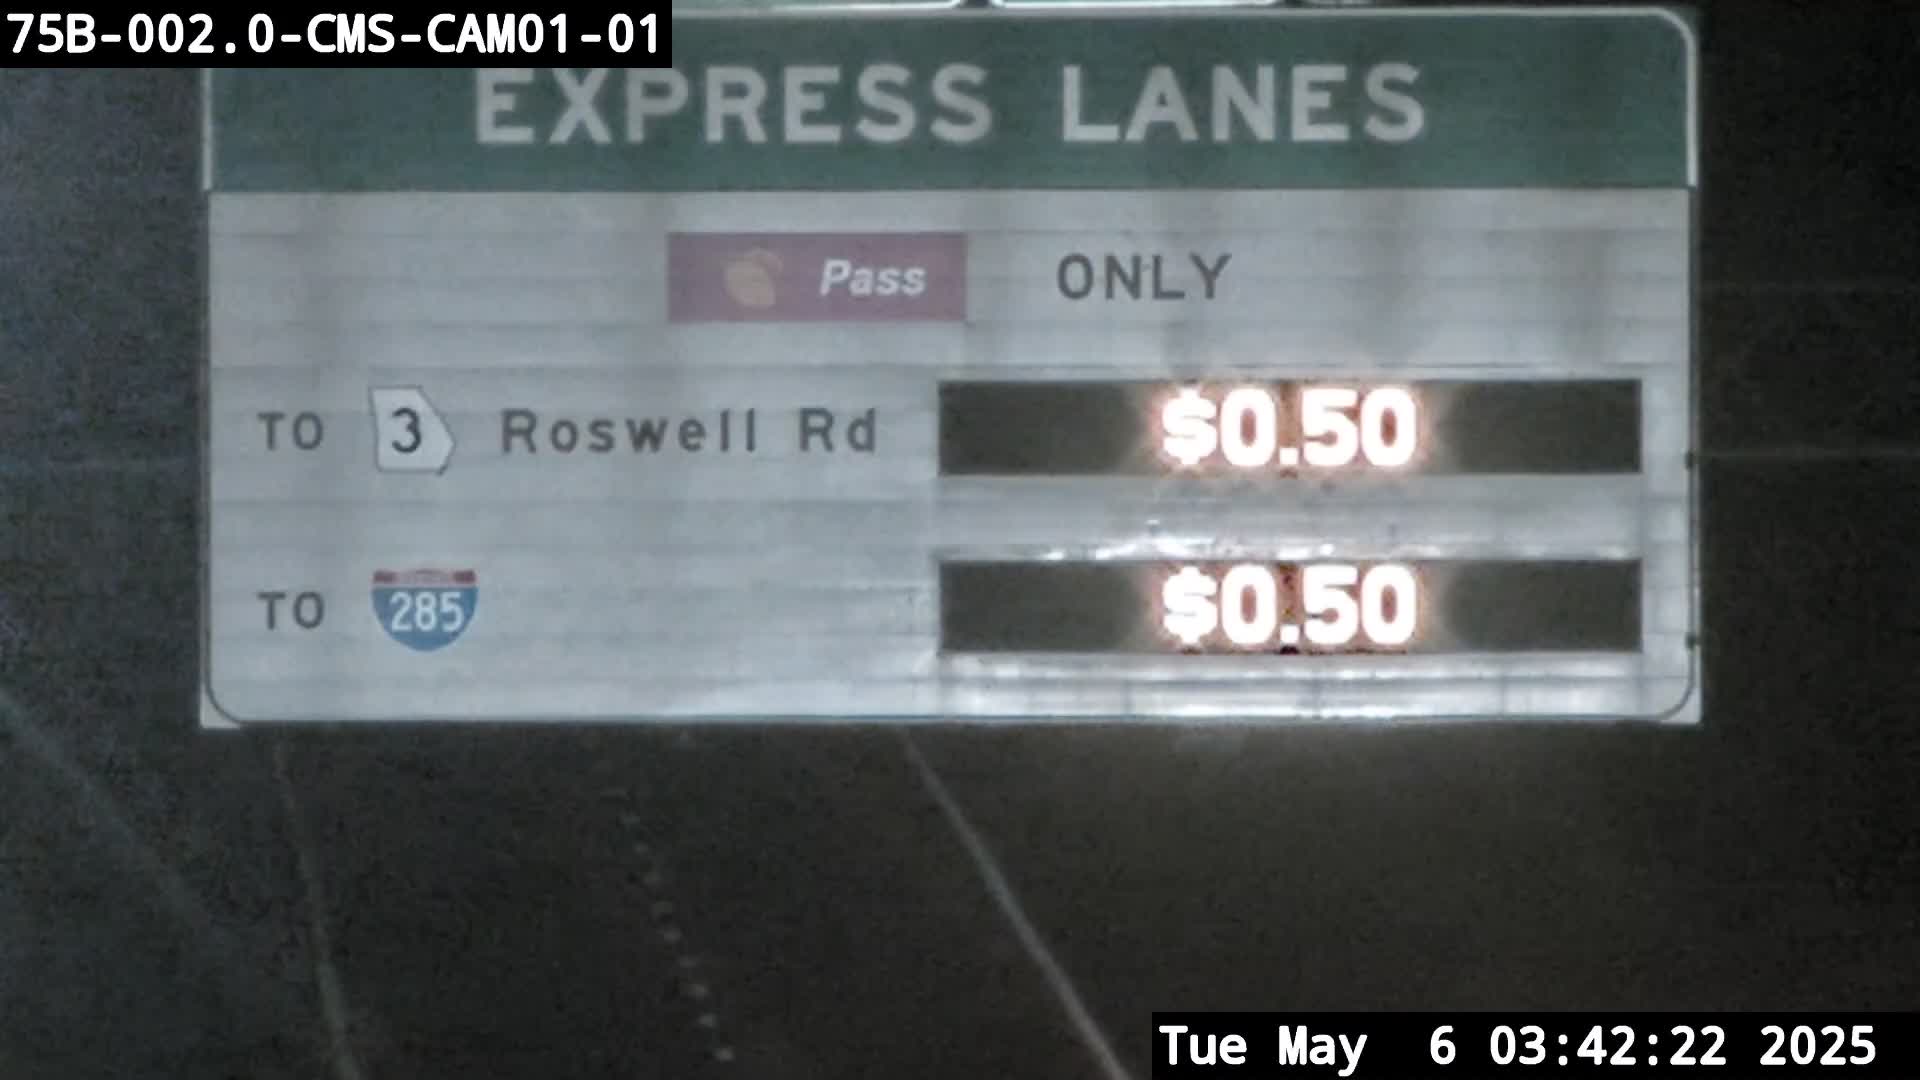 75B-002.0-CMS-CAM01-01
EXPRESS LANES
Pass ONLY
TO 3 Roswell Rd $0.50
TO 285 $0.50
Tue May 6 03:42:22 2025